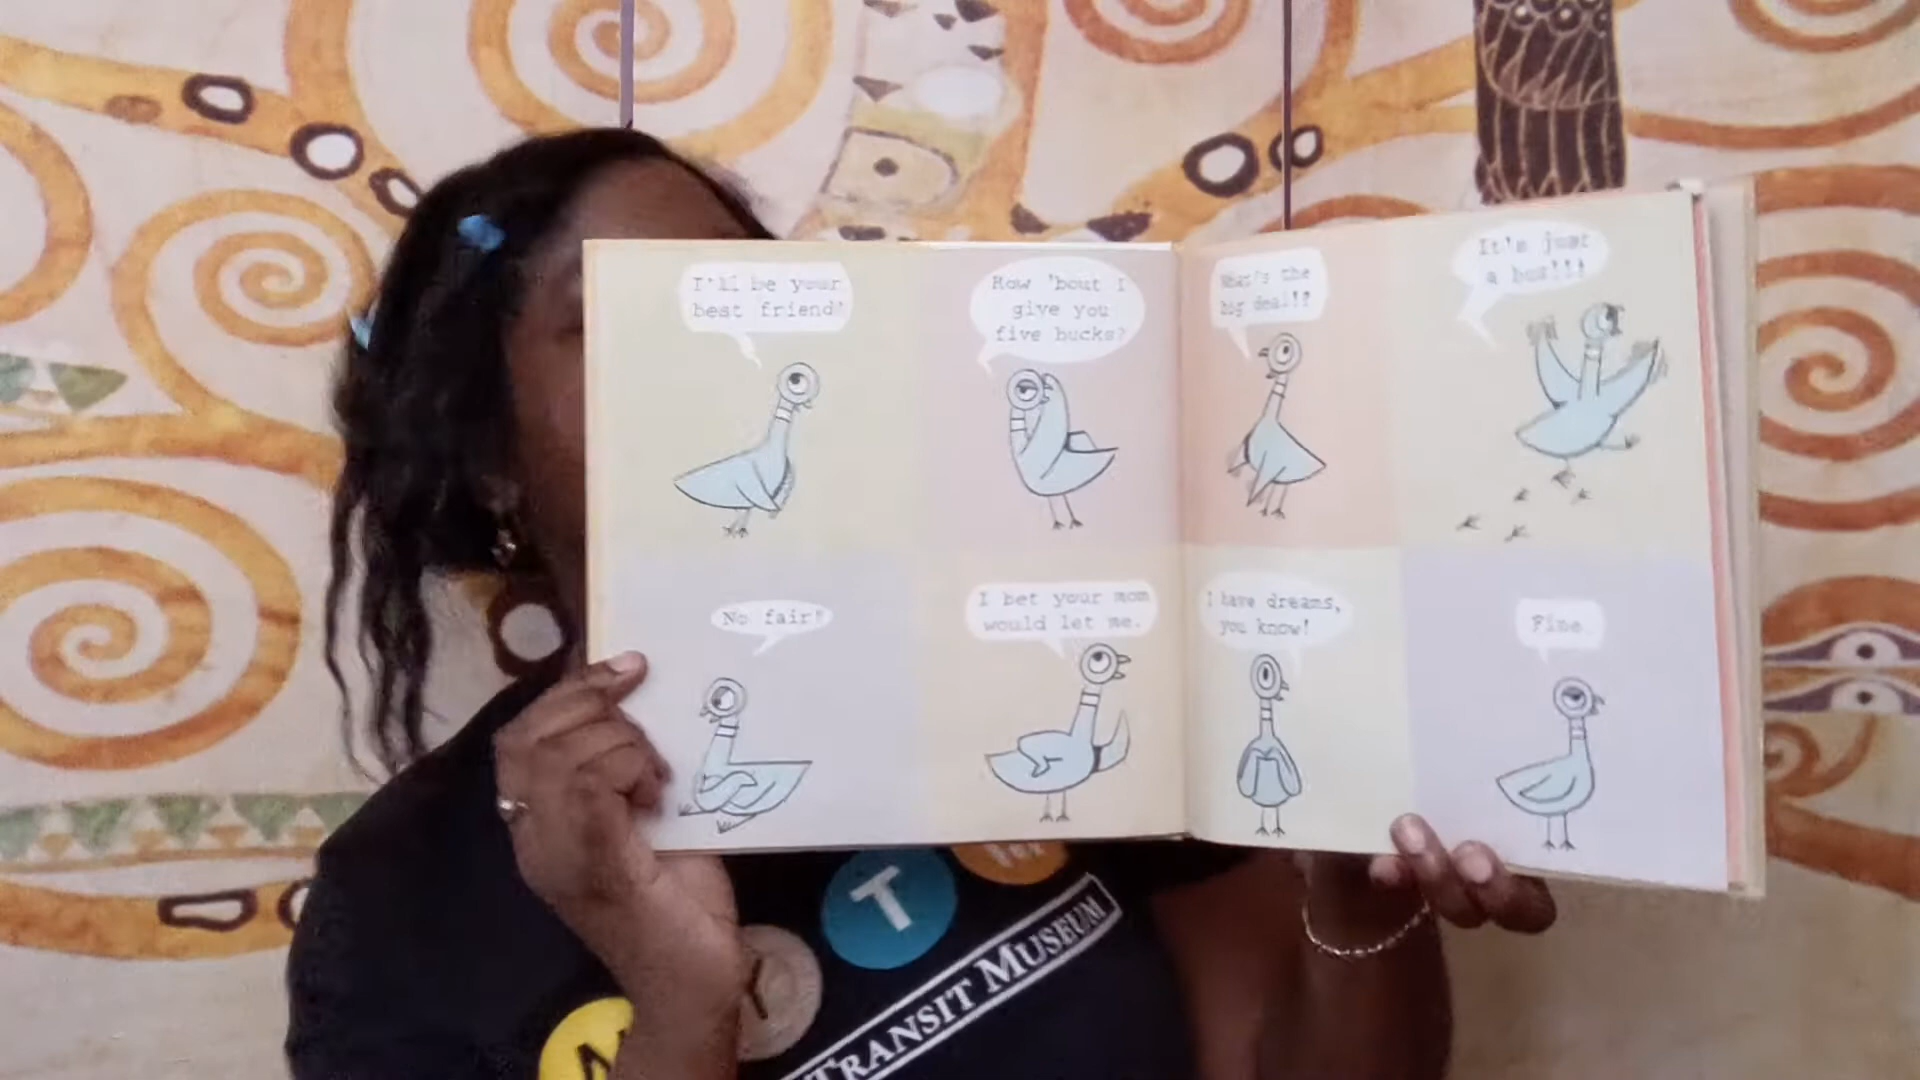 I'll be your
best friend!
How 'bout I
give you
five bucks?
What's the
big deal!?
It's just
a bus!!!
No fair!
I bet your mom
would let me.
I have dreams,
you know!
Fine.
T
TRANSIT MUSEUM